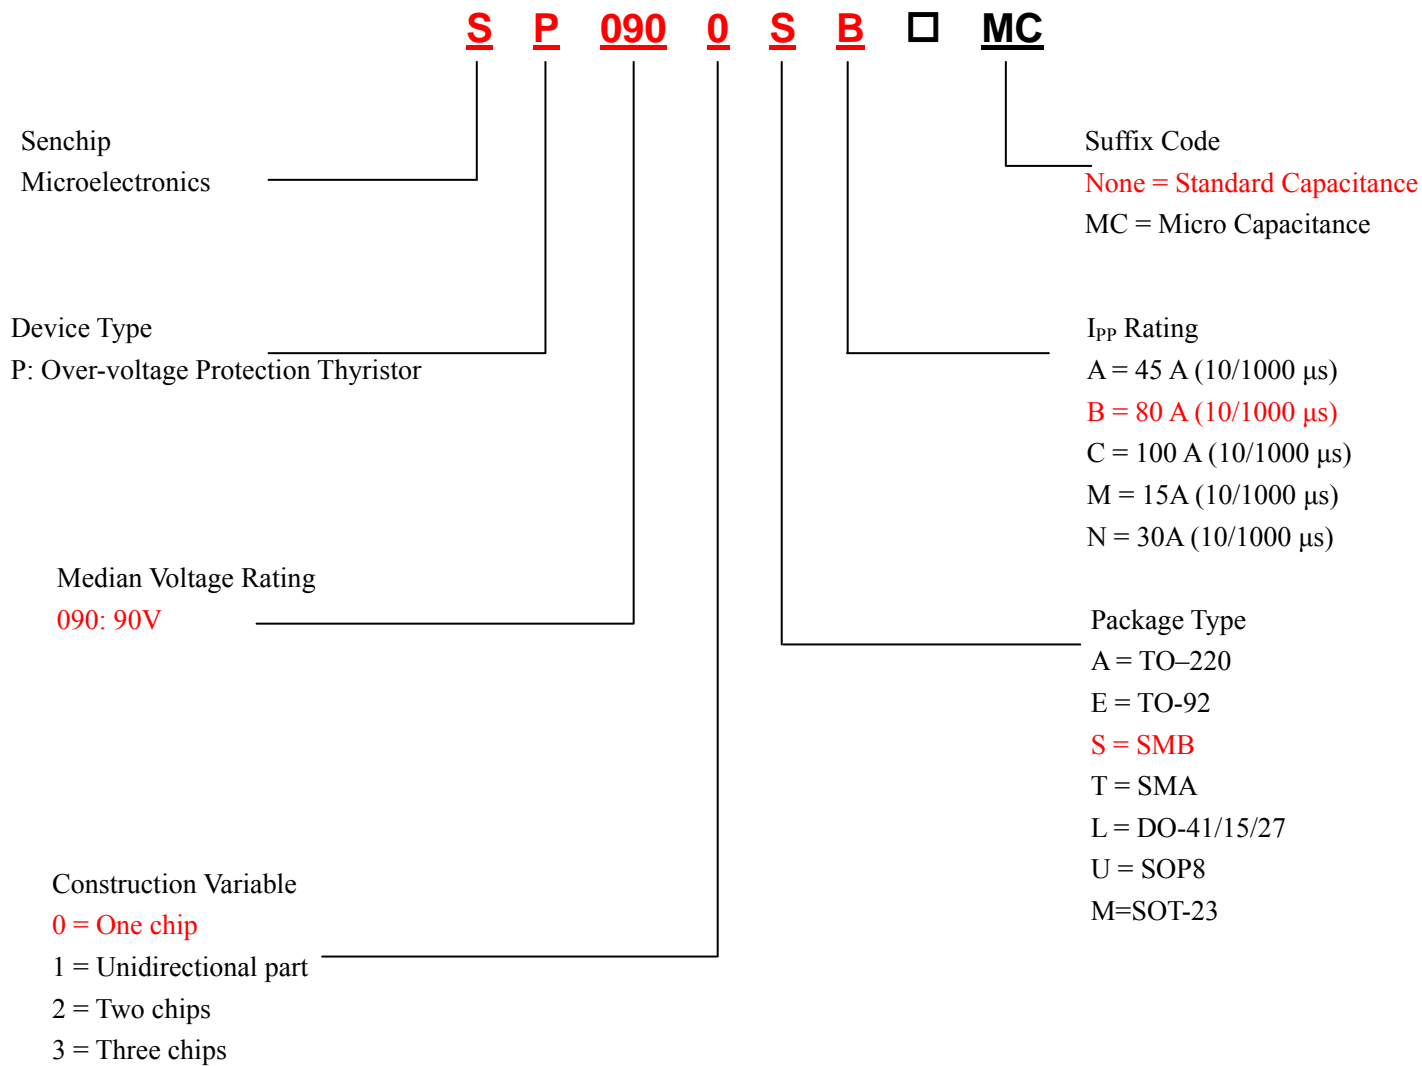 S P 090 0 S B □ MC
Senchip
Microelectronics
Suffix Code
None = Standard Capacitance
MC = Micro Capacitance
Device Type
P: Over-voltage Protection Thyristor
IPP Rating
A = 45 A (10/1000 μs)
B = 80 A (10/1000 μs)
C = 100 A (10/1000 μs)
M = 15A (10/1000 μs)
N = 30A (10/1000 μs)
Median Voltage Rating
090: 90V
Package Type
A = TO–220
E = TO-92
S = SMB
T = SMA
L = DO-41/15/27
U = SOP8
M=SOT-23
Construction Variable
0 = One chip
1 = Unidirectional part
2 = Two chips
3 = Three chips